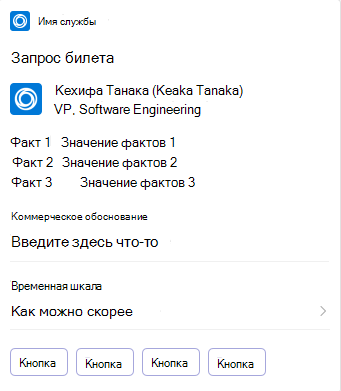 Имя службы
Запрос билета
Кехифа Танака (Keaka Tanaka)
VP, Software Engineering
Факт 1 Значение фактов 1
Факт 2 Значение фактов 2
Факт 3 Значение фактов 3
Коммерческое обоснование
Введите здесь что-то
Временная шкала
Как можно скорее
Кнопка Кнопка Кнопка Кнопка